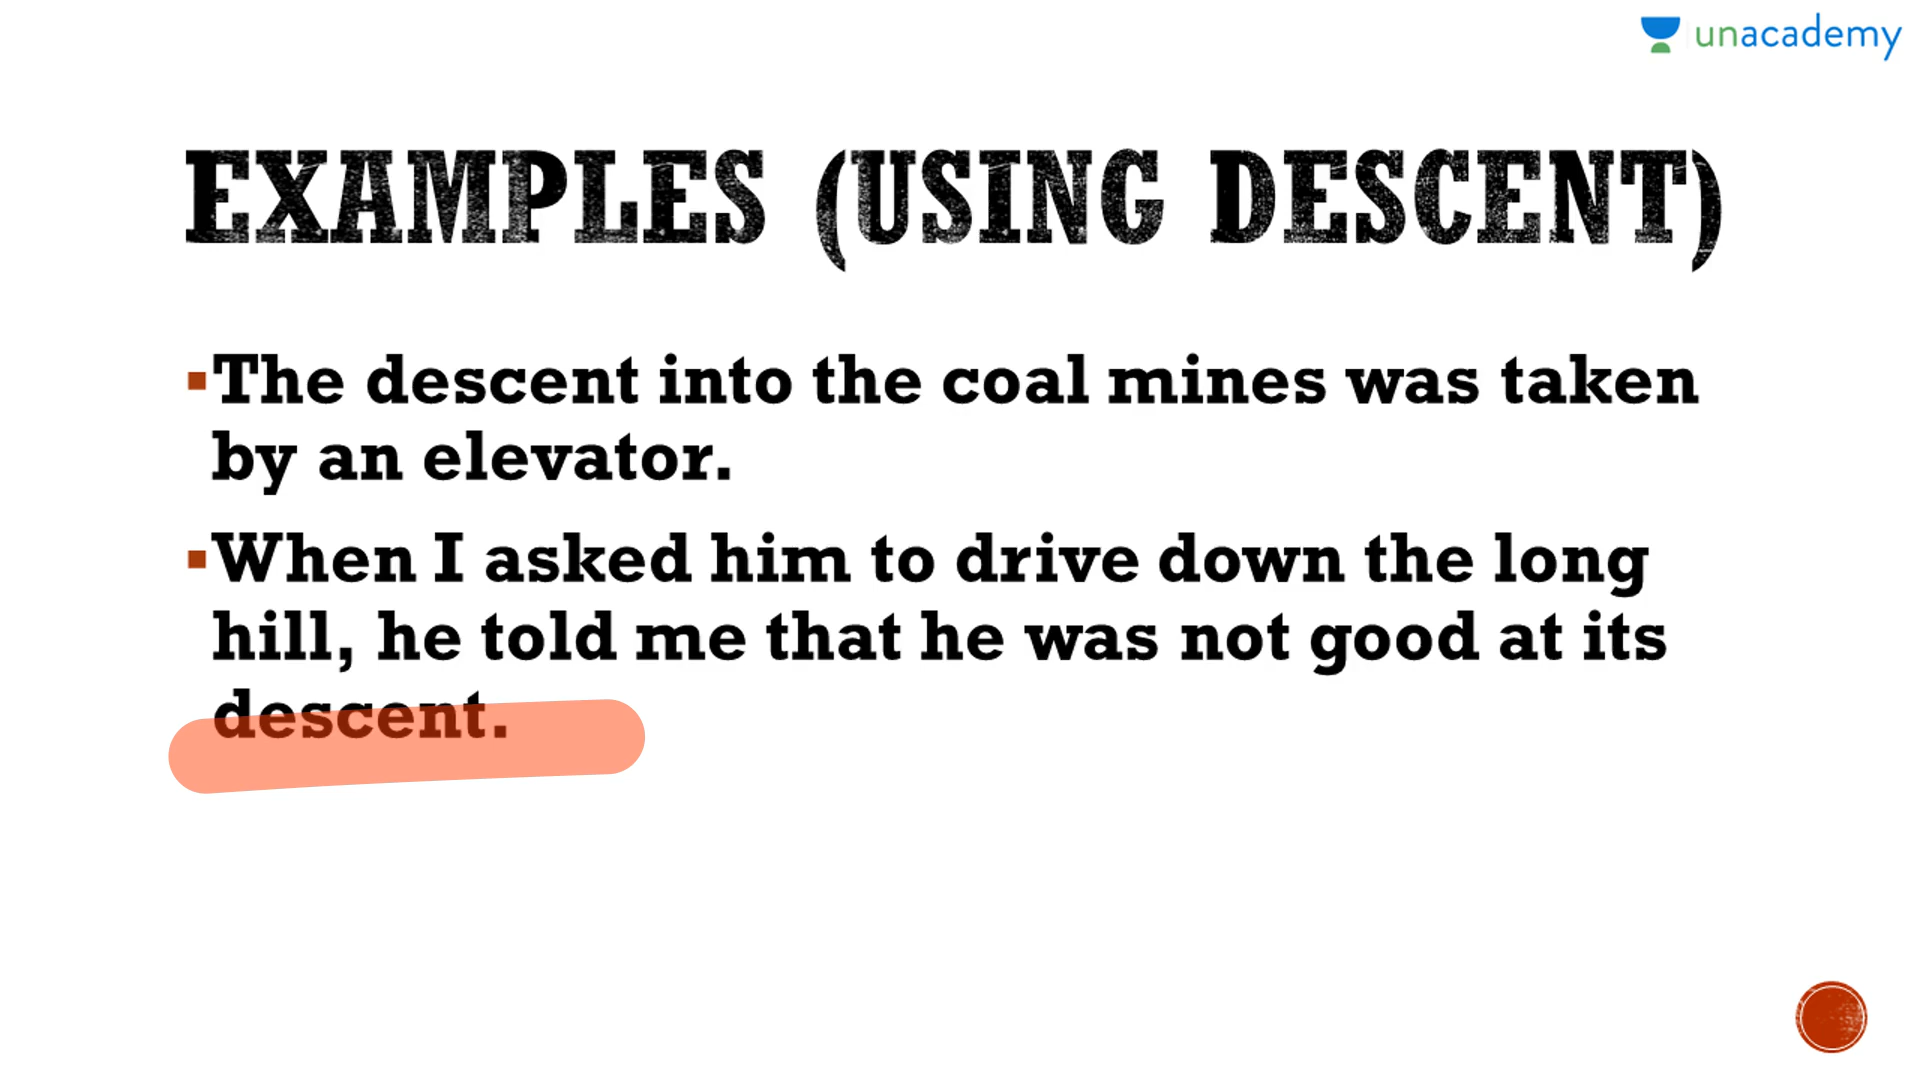 unacademy
EXAMPLES (USING DESCENT)
▪The descent into the coal mines was taken
by an elevator.
▪When I asked him to drive down the long
hill, he told me that he was not good at its
descent.